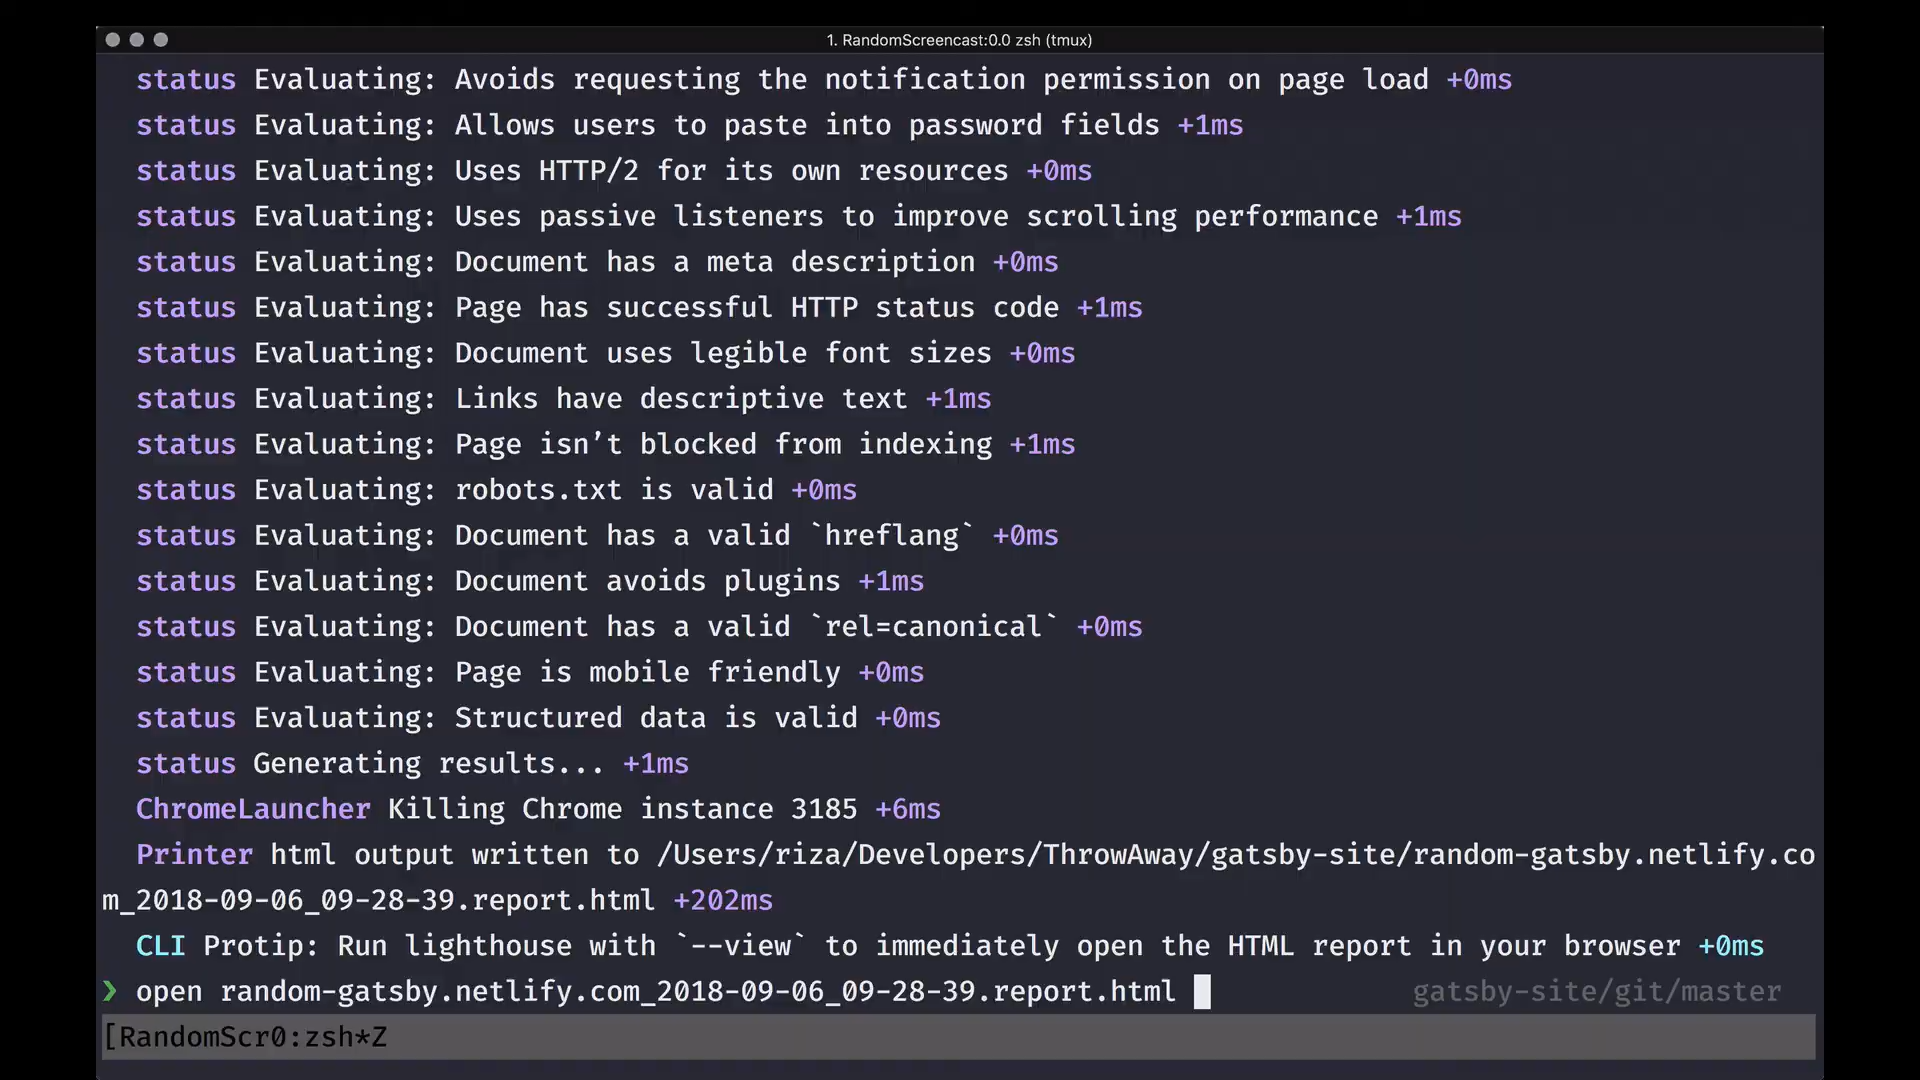 1. RandomScreencast:0.0 zsh (tmux)
status Evaluating: Avoids requesting the notification permission on page load +0ms
status Evaluating: Allows users to paste into password fields +1ms
status Evaluating: Uses HTTP/2 for its own resources +0ms
status Evaluating: Uses passive listeners to improve scrolling performance +1ms
status Evaluating: Document has a meta description +0ms
status Evaluating: Page has successful HTTP status code +1ms
status Evaluating: Document uses legible font sizes +0ms
status Evaluating: Links have descriptive text +1ms
status Evaluating: Page isn’t blocked from indexing +1ms
status Evaluating: robots.txt is valid +0ms
status Evaluating: Document has a valid `hreflang` +0ms
status Evaluating: Document avoids plugins +1ms
status Evaluating: Document has a valid `rel=canonical` +0ms
status Evaluating: Page is mobile friendly +0ms
status Evaluating: Structured data is valid +0ms
status Generating results... +1ms
ChromeLauncher Killing Chrome instance 3185 +6ms
Printer html output written to /Users/riza/Developers/ThrowAway/gatsby-site/random-gatsby.netlify.co
m_2018-09-06_09-28-39.report.html +202ms
CLI Protip: Run lighthouse with `--view` to immediately open the HTML report in your browser +0ms
❯ open random-gatsby.netlify.com_2018-09-06_09-28-39.report.html gatsby-site/git/master
[RandomScr0:zsh*Z